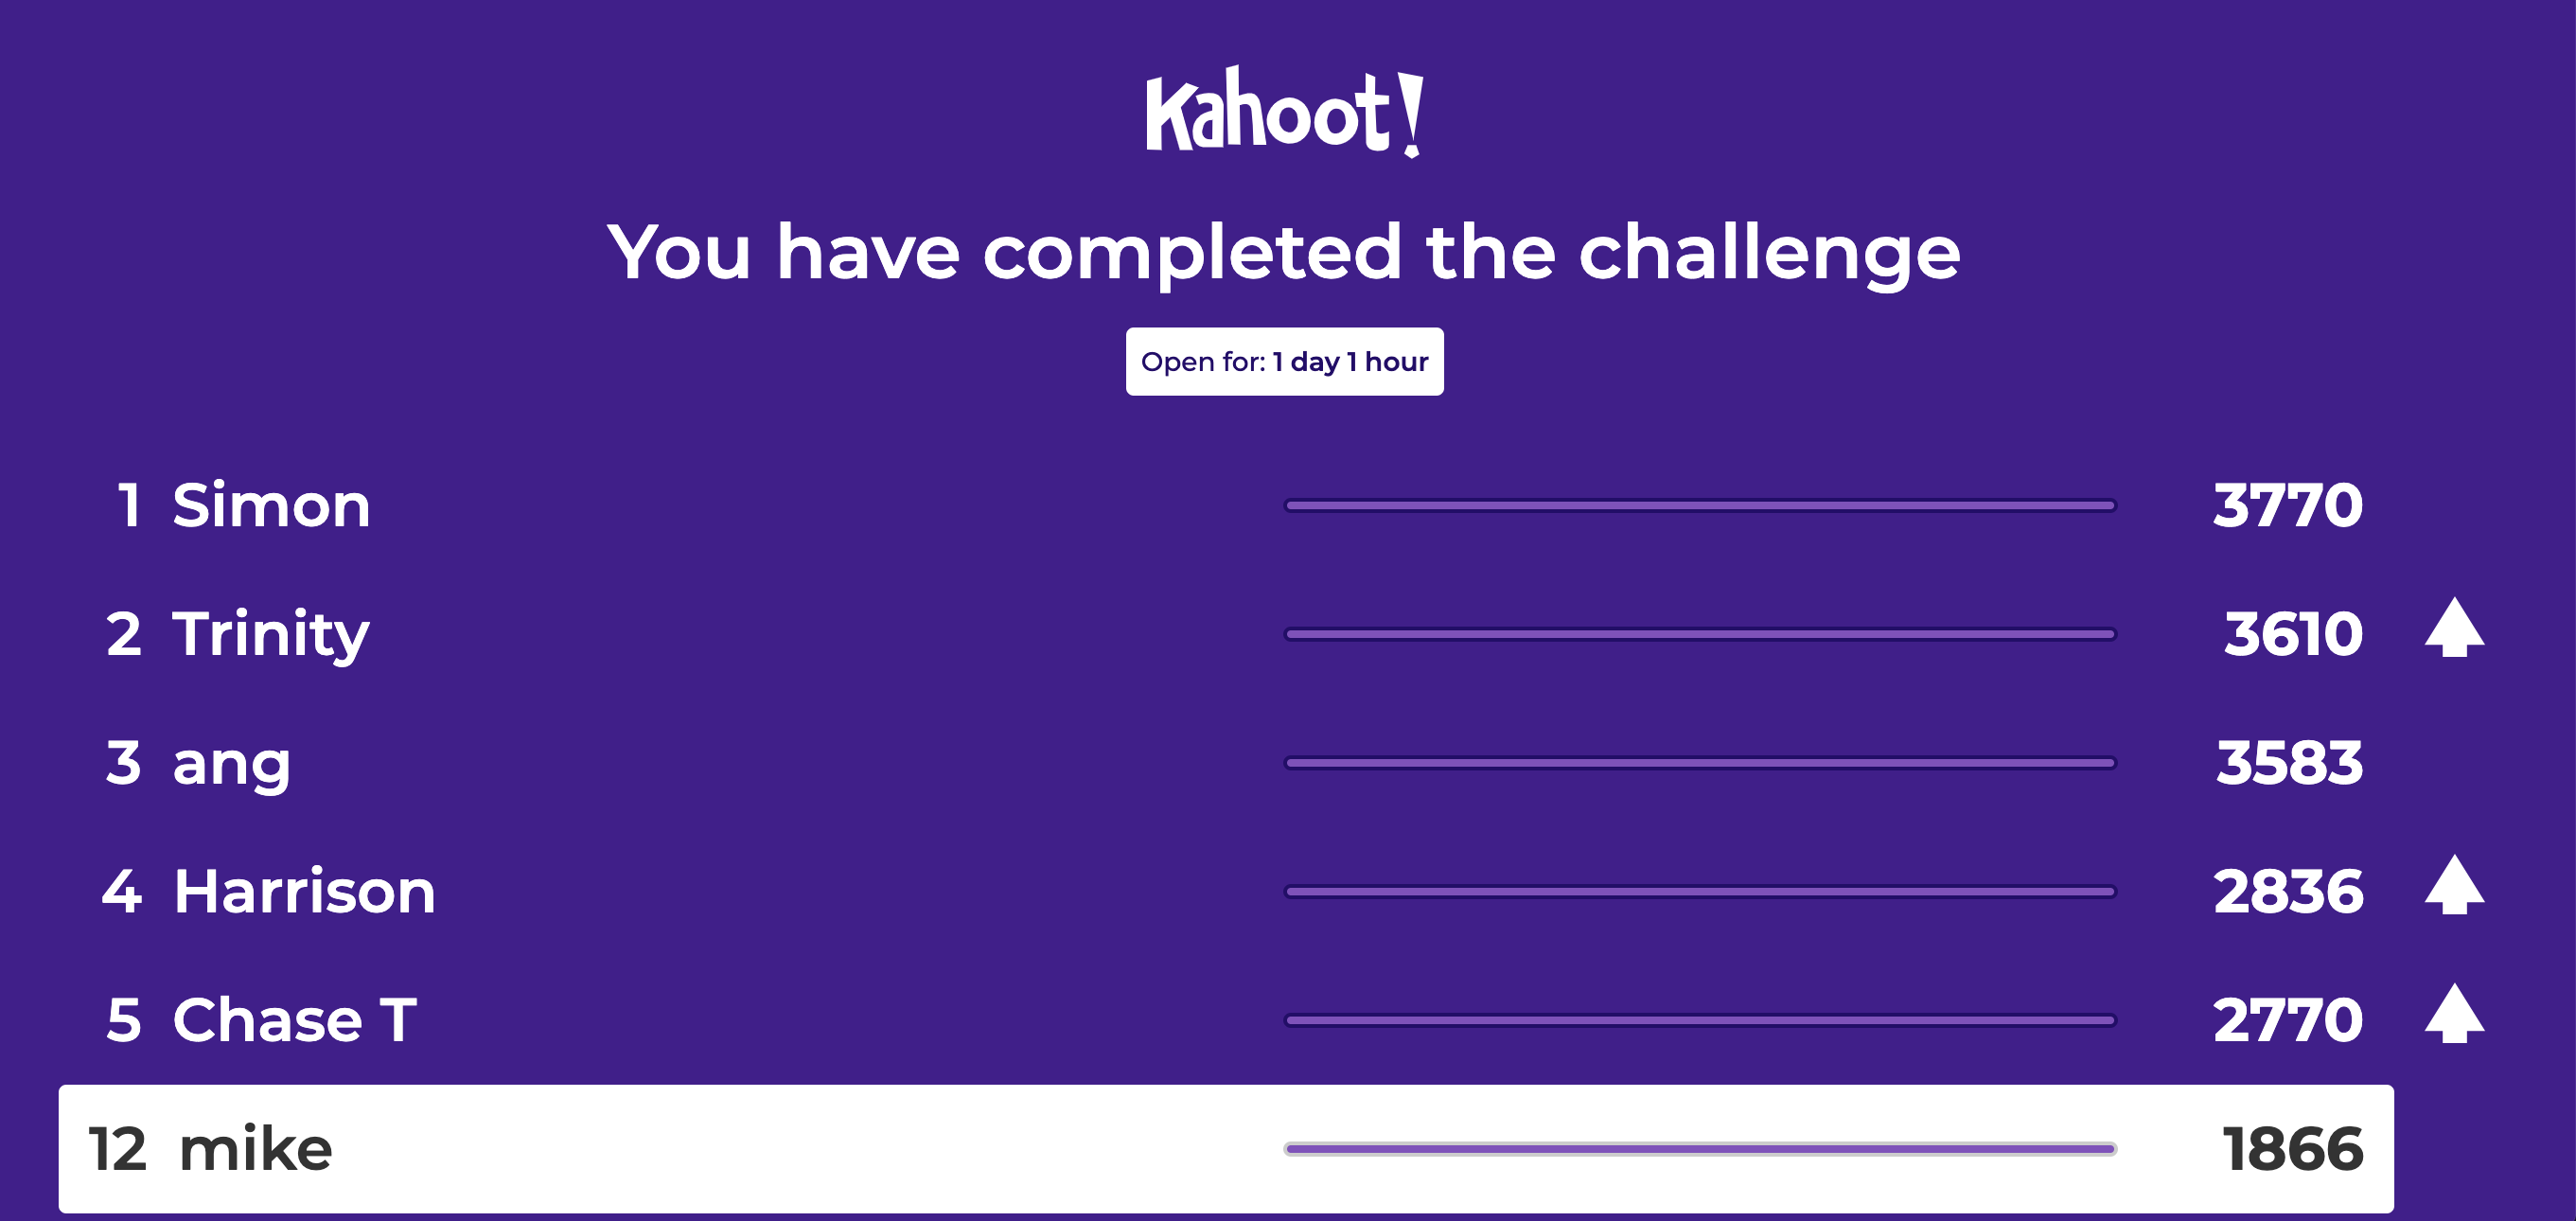 Kahoot!
You have completed the challenge
Open for: 1 day 1 hour
1 Simon 3770
2 Trinity 3610
3 ang 3583
4 Harrison 2836
5 Chase T 2770
12 mike 1866